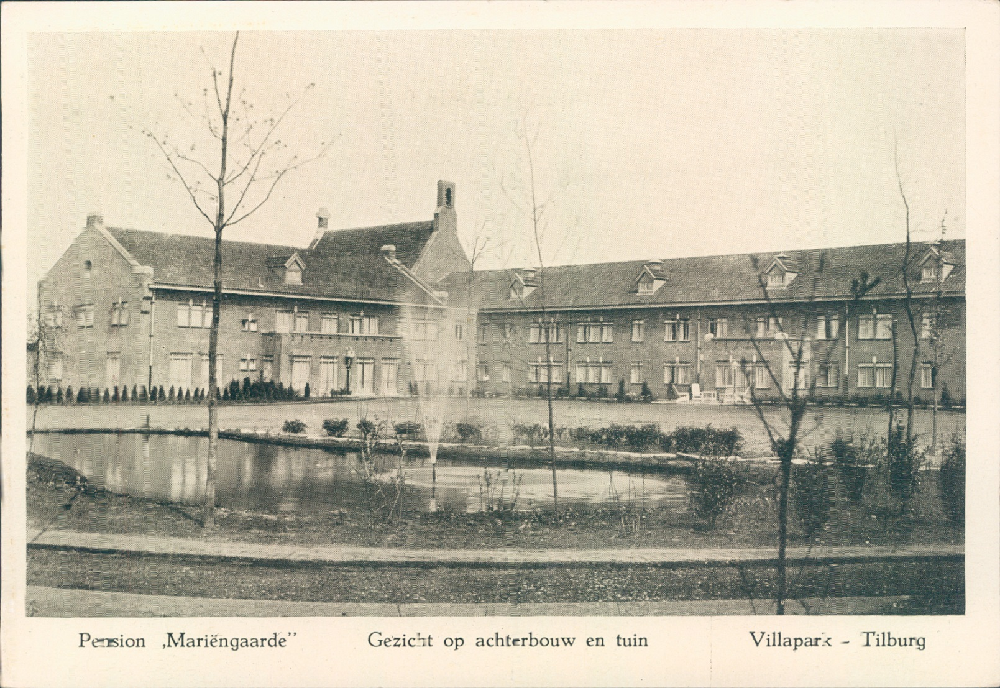 Pension ‚Mariëngaarde” Gezicht op achterbouw en tuin Villapark - Tilburg